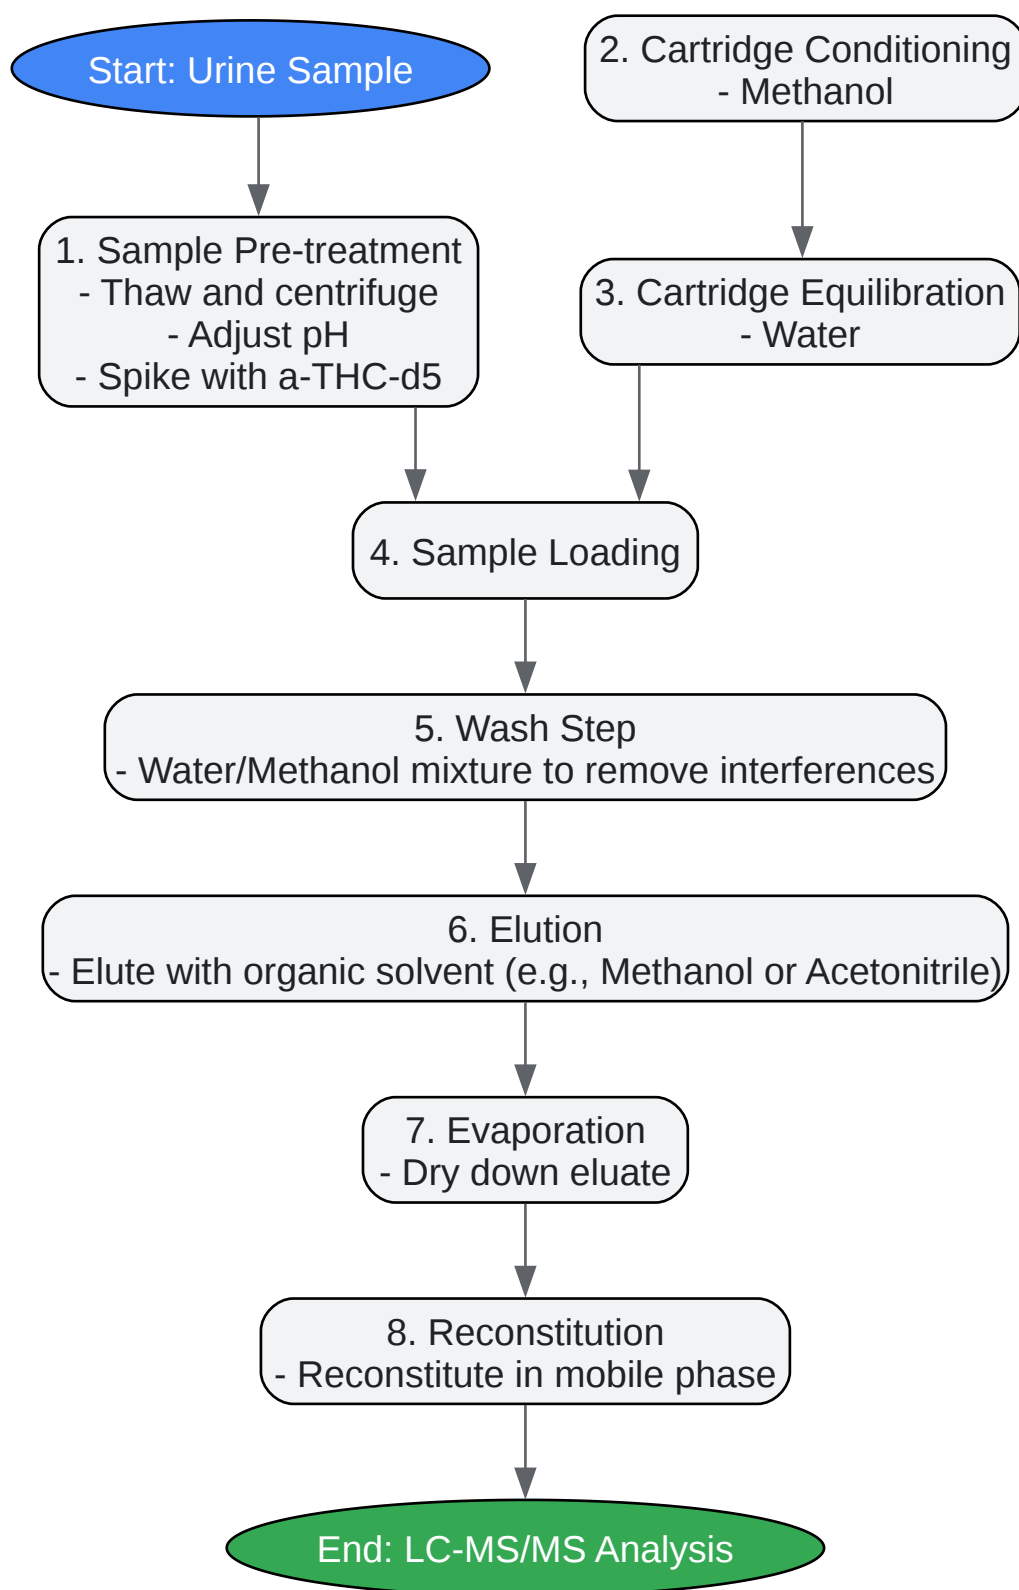 Start: Urine Sample
2. Cartridge Conditioning
- Methanol
1. Sample Pre-treatment
- Thaw and centrifuge
- Adjust pH
- Spike with a-THC-d5
3. Cartridge Equilibration
- Water
4. Sample Loading
5. Wash Step
- Water/Methanol mixture to remove interferences
6. Elution
- Elute with organic solvent (e.g., Methanol or Acetonitrile)
7. Evaporation
- Dry down eluate
8. Reconstitution
- Reconstitute in mobile phase
End: LC-MS/MS Analysis